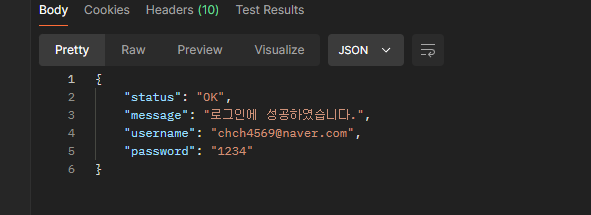 Body Cookies Headers (10) Test Results
Pretty Raw Preview Visualize JSON
1 {
2 "status": "OK",
3 "message": "로그인에 성공하였습니다.",
4 "username": "chch4569@naver.com",
5 "password": "1234"
6 }